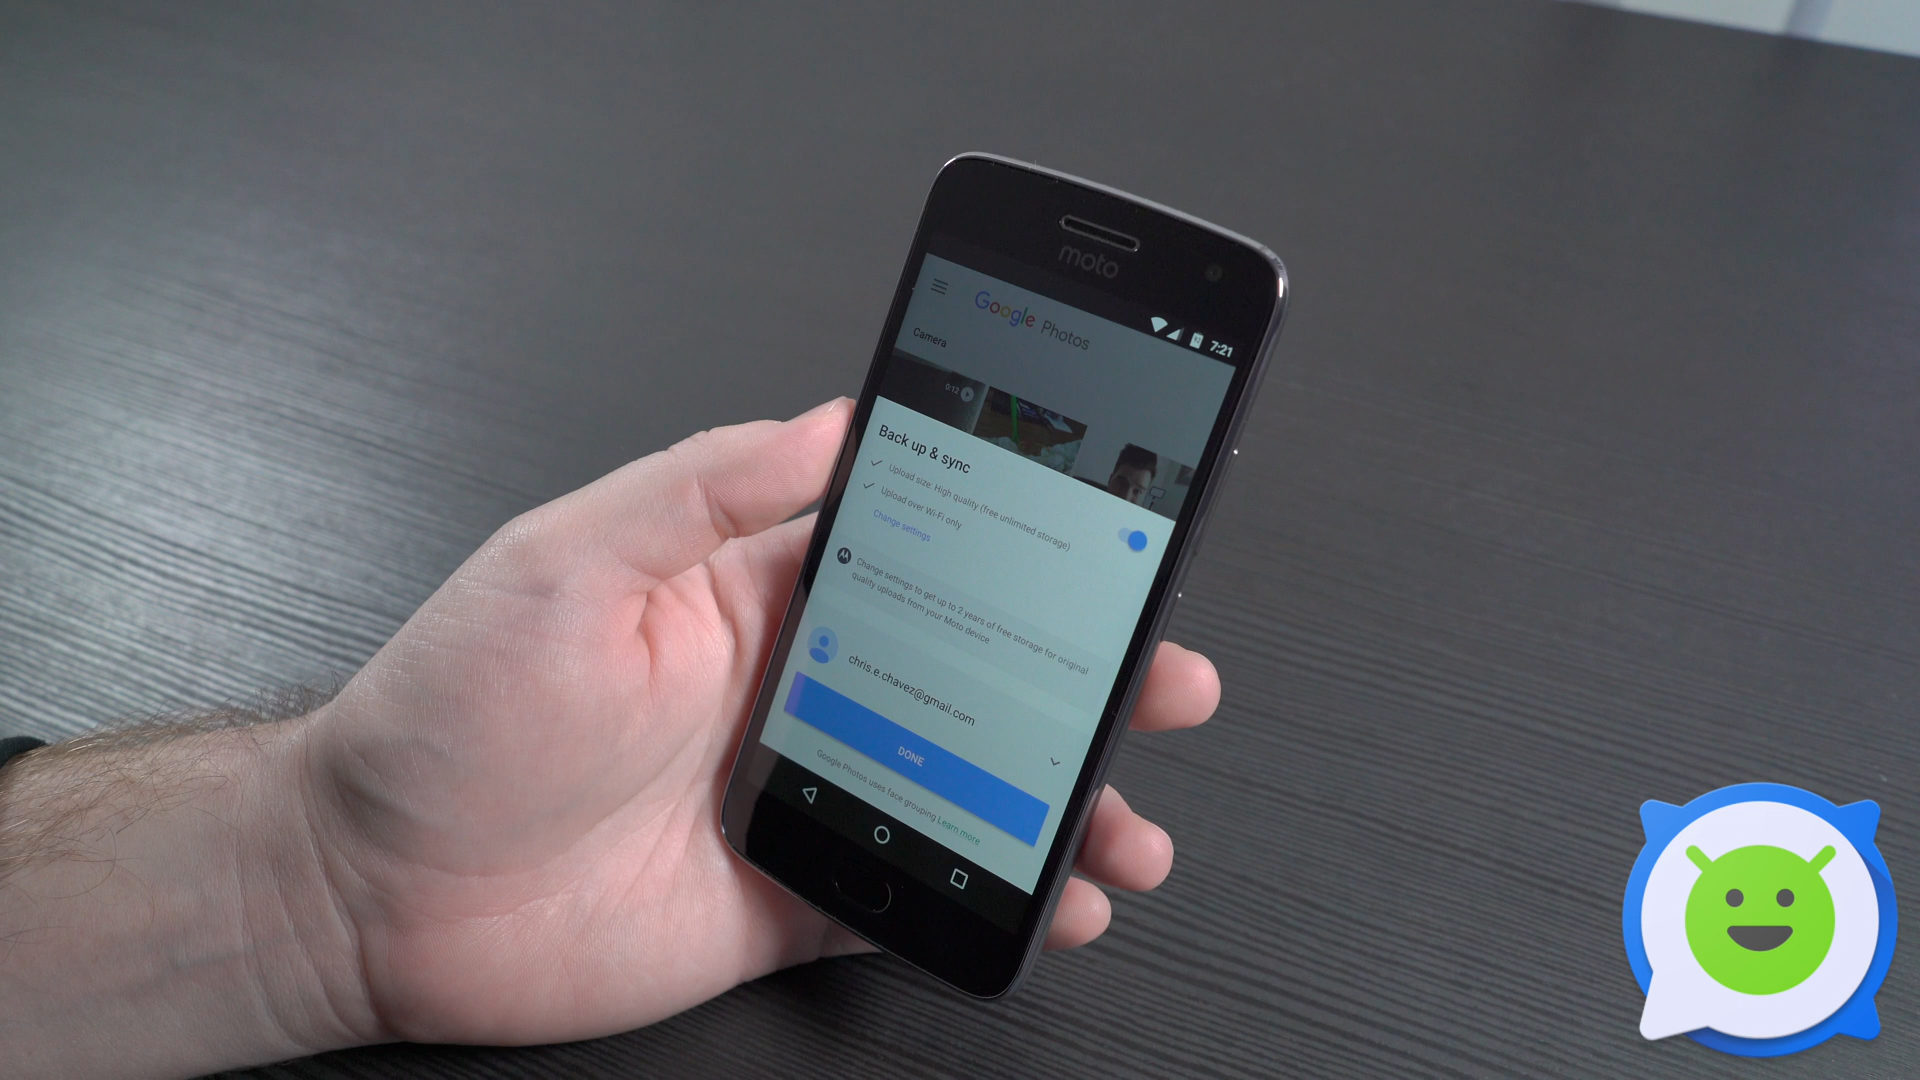 moto
7:21
Google Photos
Camera
0:12
Back up & sync
Upload size: High quality (free unlimited storage)
Upload over Wi-Fi only
Change settings
Change settings to get up to 2 years of free storage for original
quality uploads from your Moto device
chris.e.chavez@gmail.com
DONE
Google Photos uses face grouping Learn more